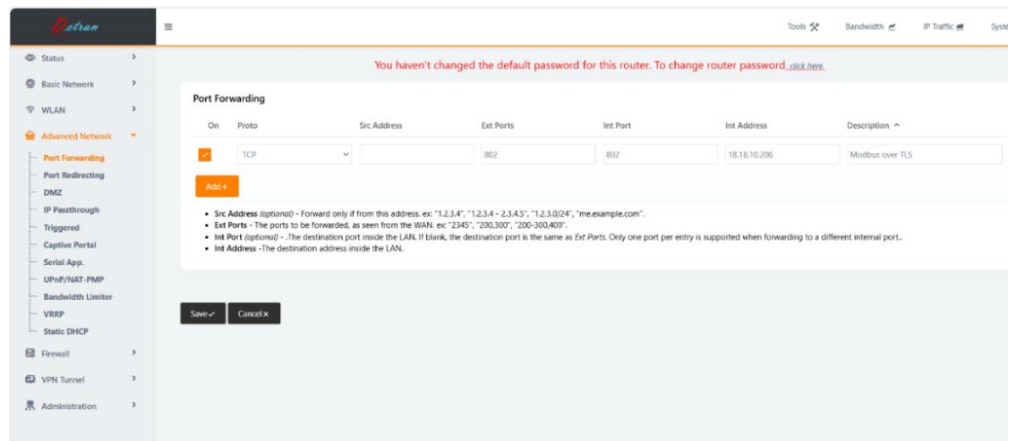 Detran
Tools
Bandwidth
IP Traffic
Syste
Status
Basic Network
WLAN
Advanced Network
Port Forwarding
Port Redirecting
DMZ
IP Passthrough
Triggered
Captive Portal
Serial App.
UPnP/NAT-PMP
Bandwidth Limiter
VRRP
Static DHCP
Firewall
VPN Tunnel
Administration
You haven't changed the default password for this router. To change router password click here.
Port Forwarding
On Proto Src Address Ext Ports Int Port Int Address Description
TCP 802 802 18.18.10.206 Modbus over TLS
Add +
• Src Address (optional) - Forward only if from this address. ex: "1.2.3.4", "1.2.3.4 - 2.3.4.5", "1.2.3.0/24", "me.example.com".
• Ext Ports - The ports to be forwarded, as seen from the WAN. ex: "2345", "200,300", "200-300,400".
• Int Port (optional) - .The destination port inside the LAN. If blank, the destination port is the same as Ext Ports. Only one port per entry is supported when forwarding to a different internal port..
• Int Address -The destination address inside the LAN.
Save
Cancel